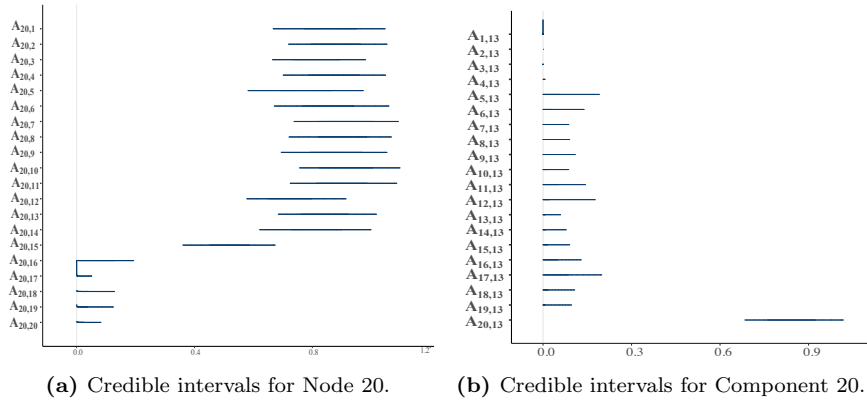 A20,1
A20,2
A20,3
A20,4
A20,5
A20,6
A20,7
A20,8
A20,9
A20,10
A20,11
A20,12
A20,13
A20,14
A20,15
A20,16
A20,17
A20,18
A20,19
A20,20
0.0 0.4 0.8 1.2
(a) Credible intervals for Node 20.
A1,13
A2,13
A3,13
A4,13
A5,13
A6,13
A7,13
A8,13
A9,13
A10,13
A11,13
A12,13
A13,13
A14,13
A15,13
A16,13
A17,13
A18,13
A19,13
A20,13
0.0 0.3 0.6 0.9
(b) Credible intervals for Component 20.